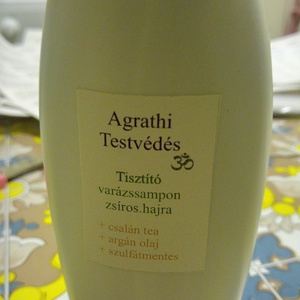 Agrathi
Testvédés
ॐ
Tisztító
varázssampon
zsíros.hajra
+ csalán tea
+ argán olaj
+ szulfátmentes